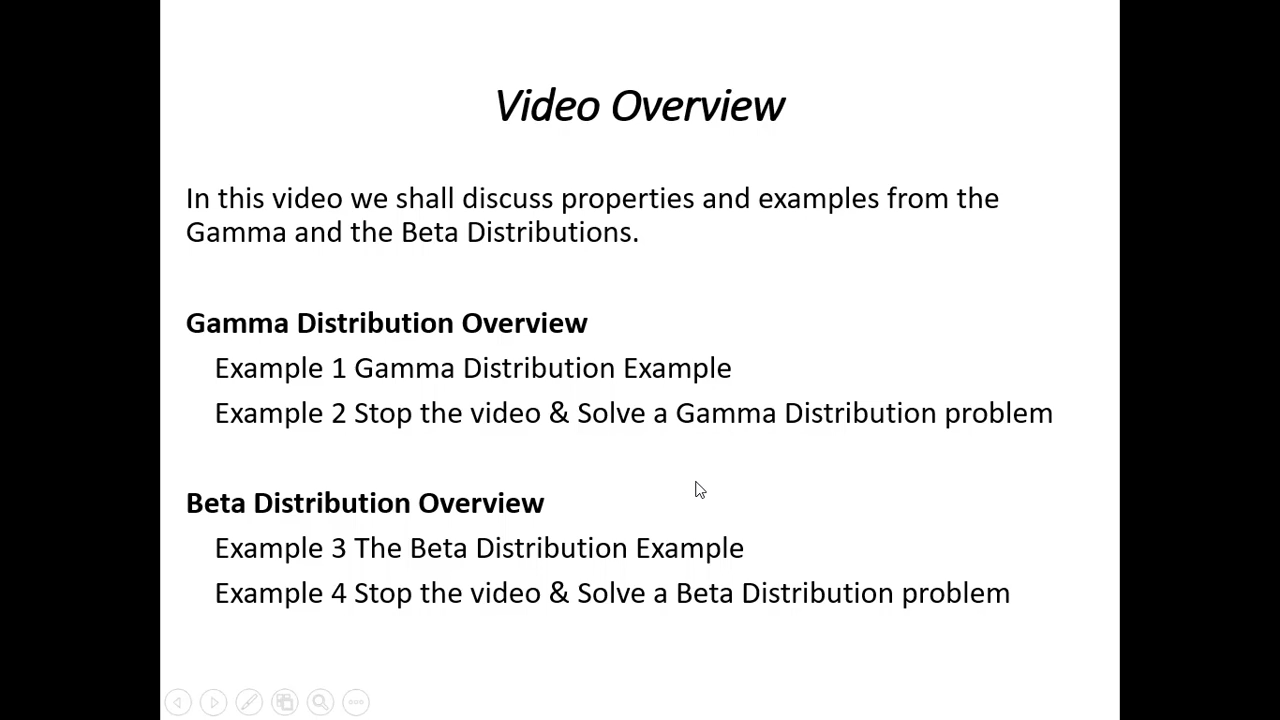 Video Overview
In this video we shall discuss properties and examples from the
Gamma and the Beta Distributions.
Gamma Distribution Overview
Example 1 Gamma Distribution Example
Example 2 Stop the video & Solve a Gamma Distribution problem
Beta Distribution Overview
Example 3 The Beta Distribution Example
Example 4 Stop the video & Solve a Beta Distribution problem